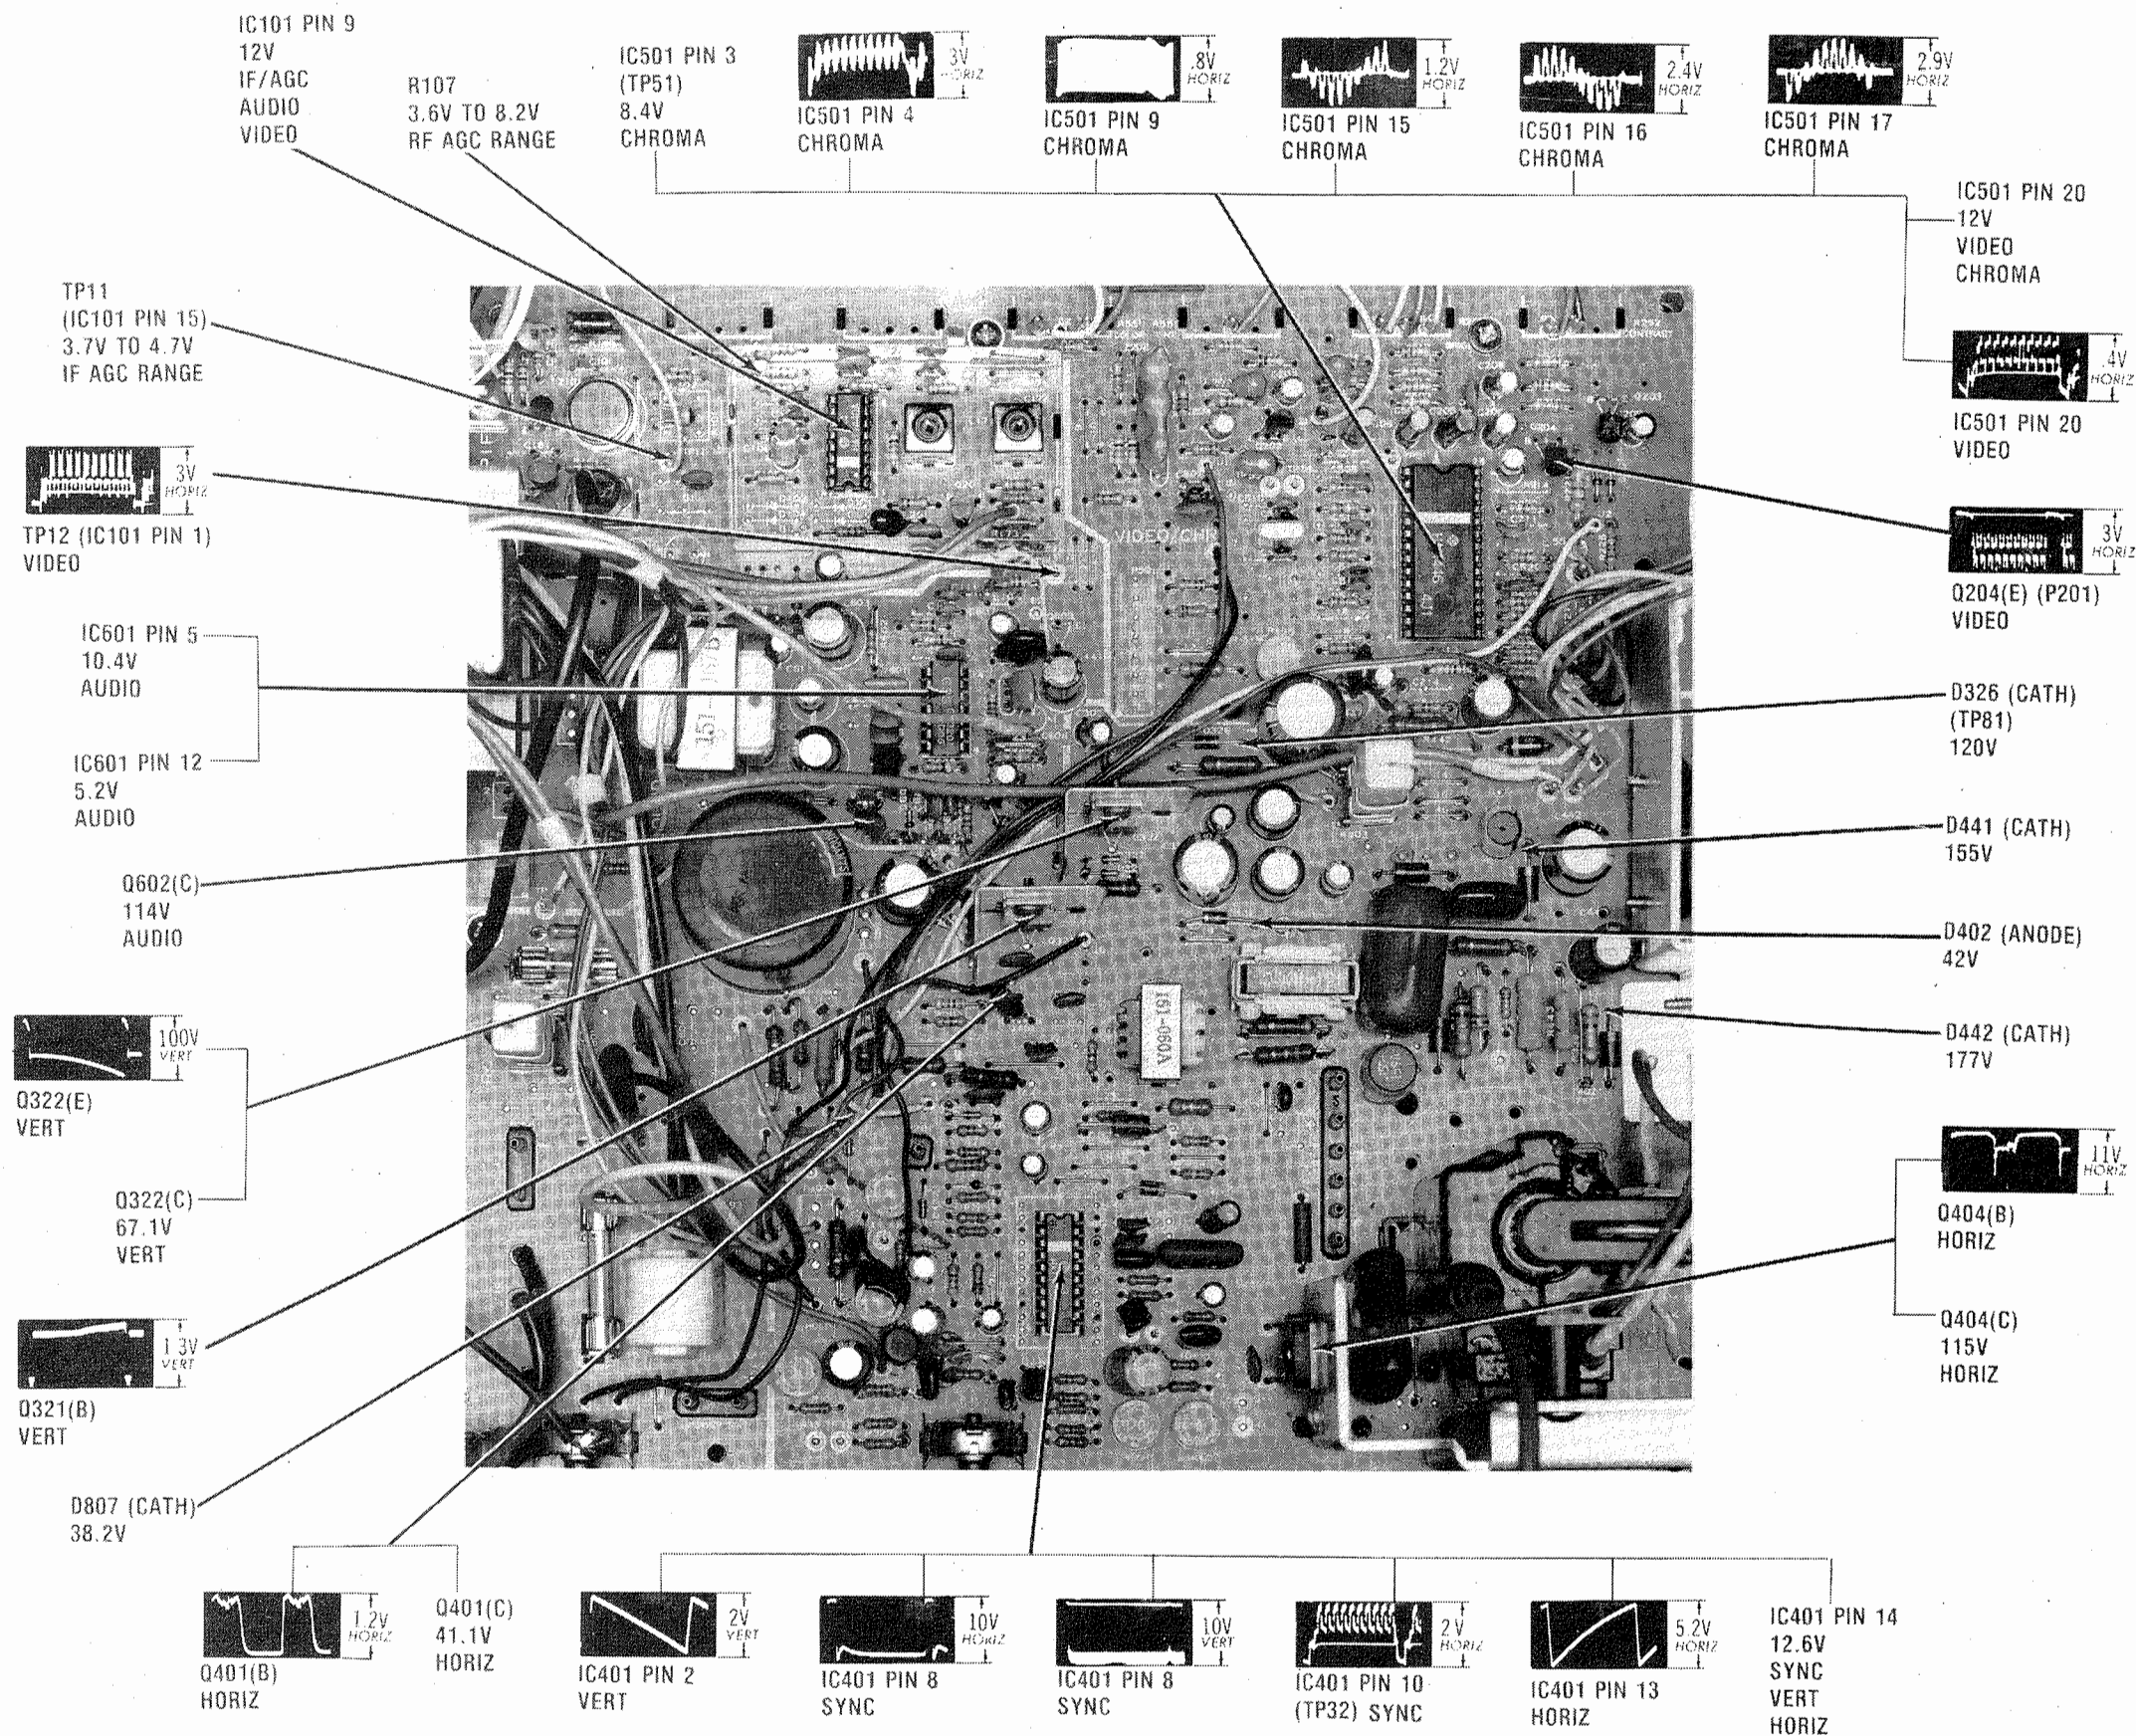 IC101 PIN 9
12V
IF/AGC
AUDIO
VIDEO
R107
3.6V TO 8.2V
RF AGC RANGE
IC501 PIN 3
(TP51)
8.4V
CHROMA
3V
HORIZ
IC501 PIN 4
CHROMA
.8V
HORIZ
IC501 PIN 9
CHROMA
1.2V
HORIZ
IC501 PIN 15
CHROMA
2.4V
HORIZ
IC501 PIN 16
CHROMA
2.9V
HORIZ
IC501 PIN 17
CHROMA
IC501 PIN 20
12V
VIDEO
CHROMA
.4V
HORIZ
IC501 PIN 20
VIDEO
3V
HORIZ
Q204(E) (P201)
VIDEO
D326 (CATH)
(TP81)
120V
D441 (CATH)
155V
D402 (ANODE)
42V
D442 (CATH)
177V
11V
HORIZ
Q404(B)
HORIZ
Q404(C)
115V
HORIZ
TP11
(IC101 PIN 15)
3.7V TO 4.7V
IF AGC RANGE
3V
HORIZ
TP12 (IC101 PIN 1)
VIDEO
IC601 PIN 5
10.4V
AUDIO
IC601 PIN 12
5.2V
AUDIO
Q602(C)
114V
AUDIO
100V
VERT
Q322(E)
VERT
Q322(C)
67.1V
VERT
1.3V
VERT
Q321(B)
VERT
D807 (CATH)
38.2V
CONTRAST
VIDEO/CHR
151-060A
1.2V
HORIZ
Q401(B)
HORIZ
Q401(C)
41.1V
HORIZ
2V
VERT
IC401 PIN 2
VERT
10V
HORIZ
IC401 PIN 8
SYNC
10V
VERT
IC401 PIN 8
SYNC
2V
HORIZ
IC401 PIN 10
(TP32) SYNC
5.2V
HORIZ
IC401 PIN 13
HORIZ
IC401 PIN 14
12.6V
SYNC
VERT
HORIZ